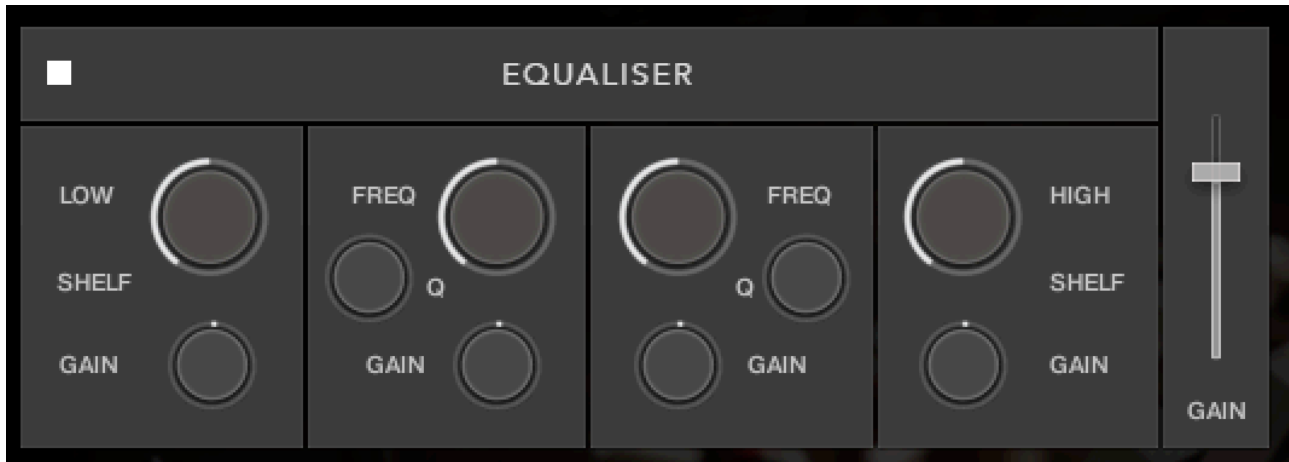 EQUALISER
LOW
SHELF
GAIN
FREQ
Q
GAIN
FREQ
Q
GAIN
HIGH
SHELF
GAIN
GAIN